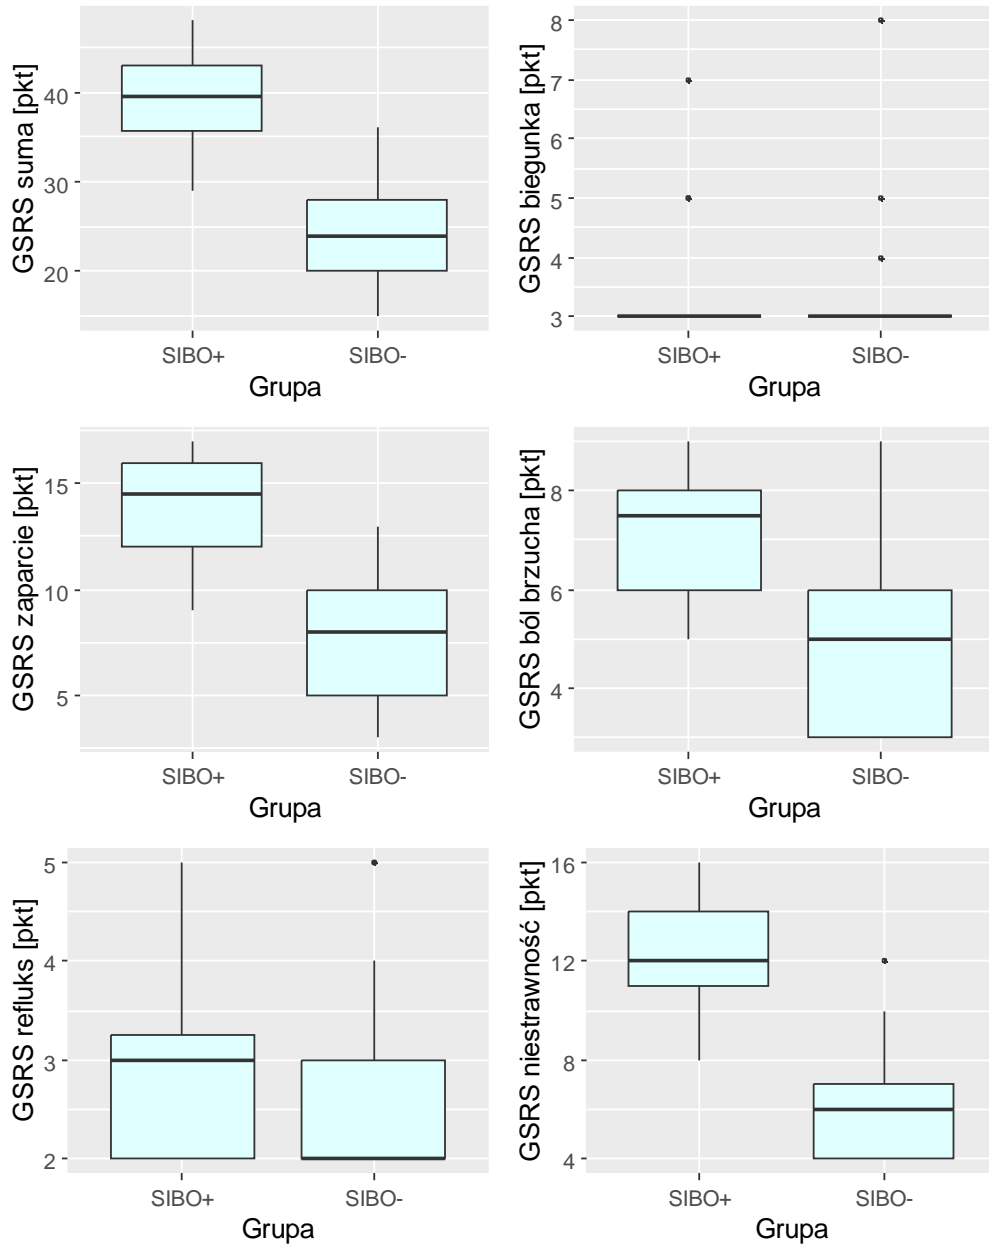 GSRS suma [pkt]
40
30
20
SIBO+ SIBO-
Grupa
GSRS biegunka [pkt]
8
7
6
5
4
3
SIBO+ SIBO-
Grupa
GSRS zaparcie [pkt]
15
10
5
SIBO+ SIBO-
Grupa
GSRS ból brzucha [pkt]
8
6
4
SIBO+ SIBO-
Grupa
GSRS refluks [pkt]
5
4
3
2
SIBO+ SIBO-
Grupa
GSRS niestrawność [pkt]
16
12
8
4
SIBO+ SIBO-
Grupa